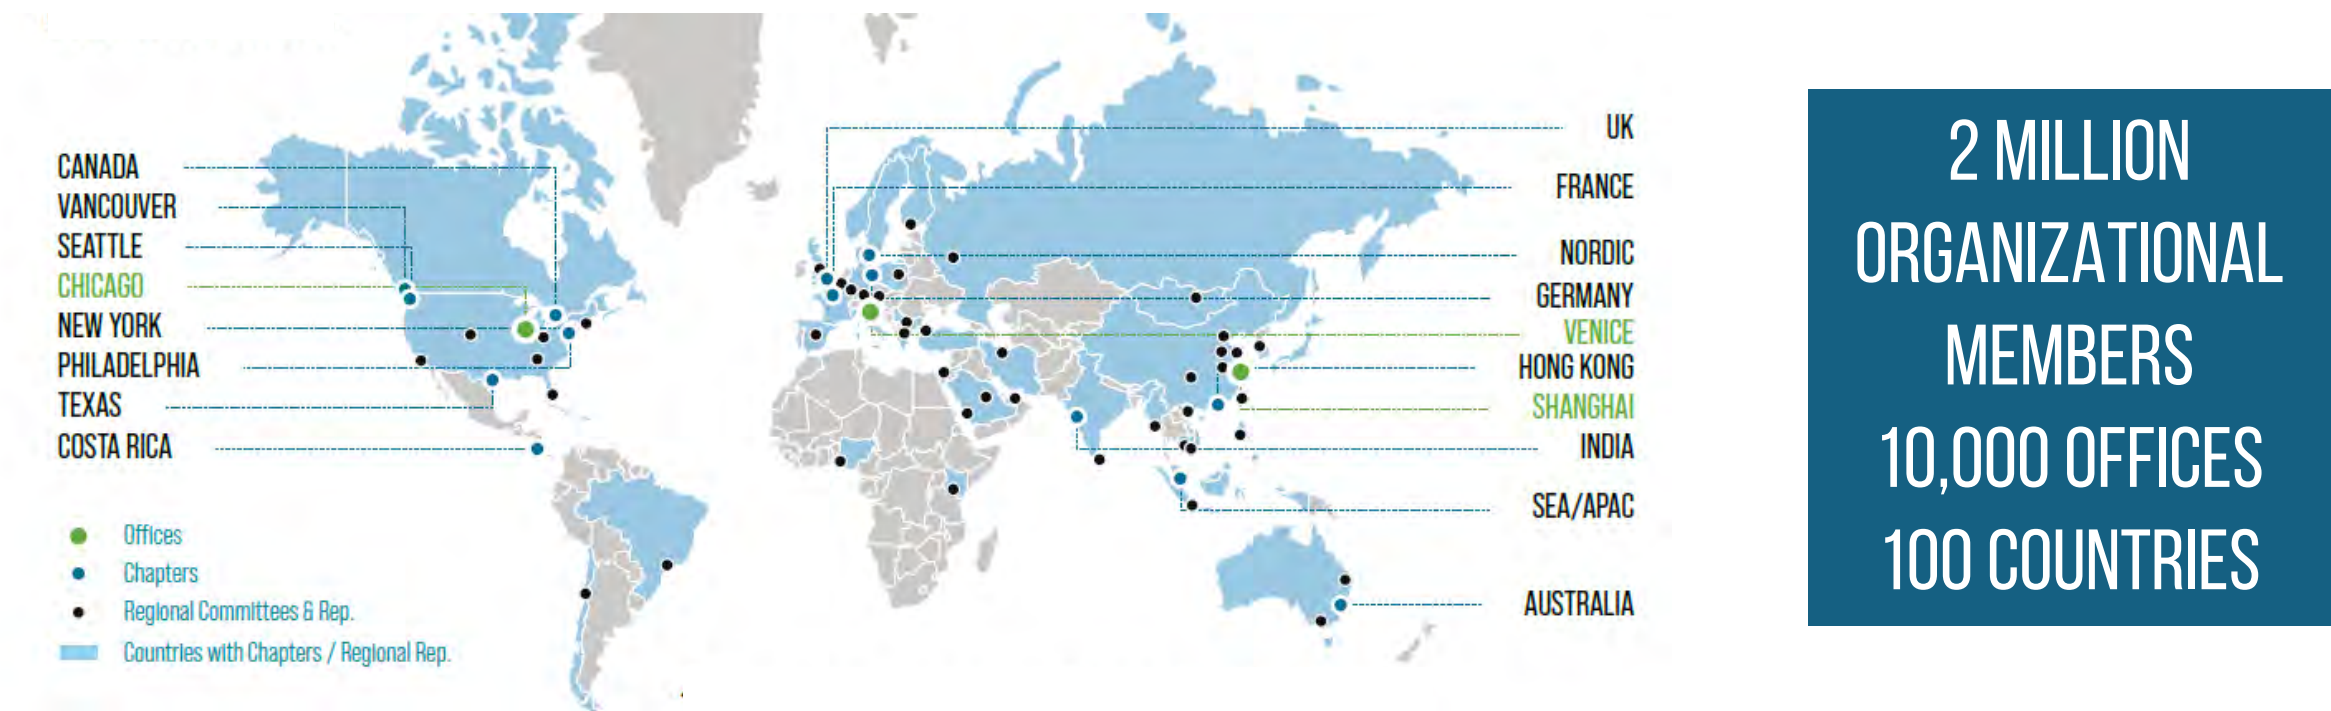 CANADA
VANCOUVER
SEATTLE
CHICAGO
NEW YORK
PHILADELPHIA
TEXAS
COSTA RICA
Offices
Chapters
Regional Committees & Rep.
Countries with Chapters / Regional Rep.
UK
FRANCE
NORDIC
GERMANY
VENICE
HONG KONG
SHANGHAI
INDIA
SEA/APAC
AUSTRALIA
2 MILLION
ORGANIZATIONAL
MEMBERS
10,000 OFFICES
100 COUNTRIES